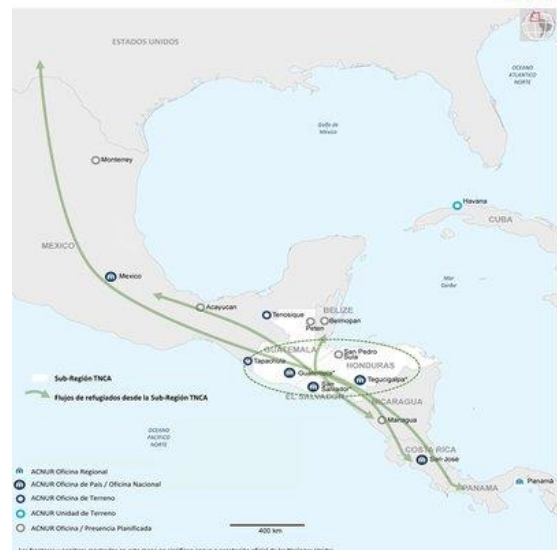 ESTADOS UNIDOS
OCEANO
ATLANTICO
NORTE
Golfo de
México
Monterrey
Havana
CUBA
MEXICO
Mexico
Mar
Caribe
Acayucan
Tenosique
BELIZE
Belmopan
Peten
GUATEMALA
San Pedro
Sula
Tapachula
HONDURAS
Guatemala*
Tegucigalpa*
San
Salvador*
EL SALVADOR
NICARAGUA
Managua
Sub-Región TNCA
Flujos de refugiados desde la Sub-Región TNCA
OCEANO
PACIFICO
NORTE
COSTA RICA
San José
PANAMA
Panamá
ACNUR Oficina Regional
ACNUR Oficina de País / Oficina Nacional
ACNUR Oficina de Terreno
ACNUR Unidad de Terreno
ACNUR Oficina / Presencia Planificada
400 km